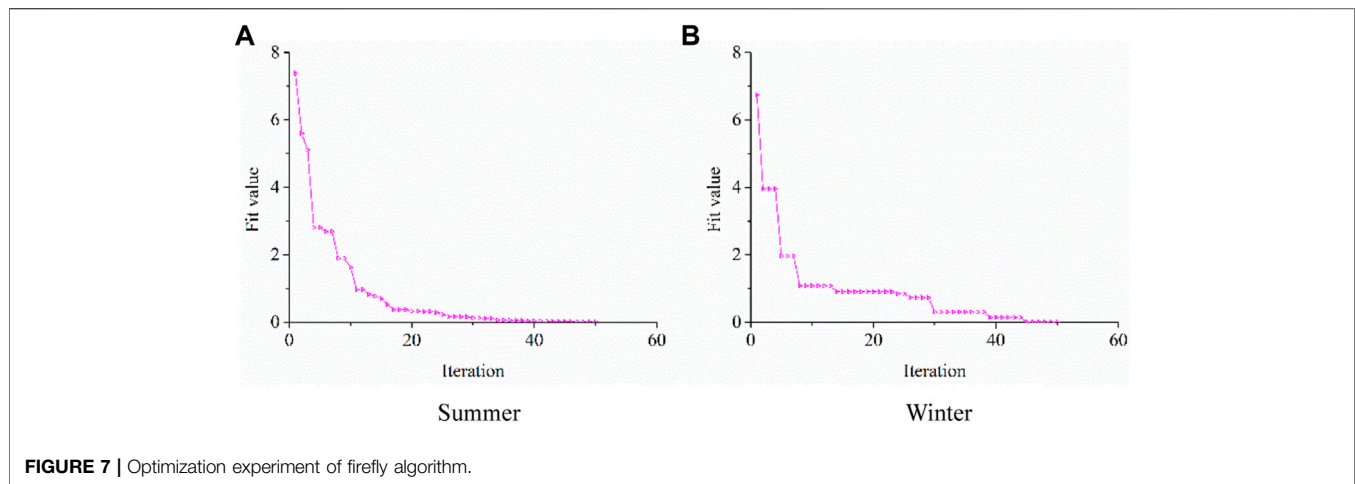 A
8
6
4
2
0
Fit value
0
20
40
60
Iteration
Summer
B
8
6
4
2
0
Fit value
0
20
40
60
Iteration
Winter
FIGURE 7 | Optimization experiment of firefly algorithm.